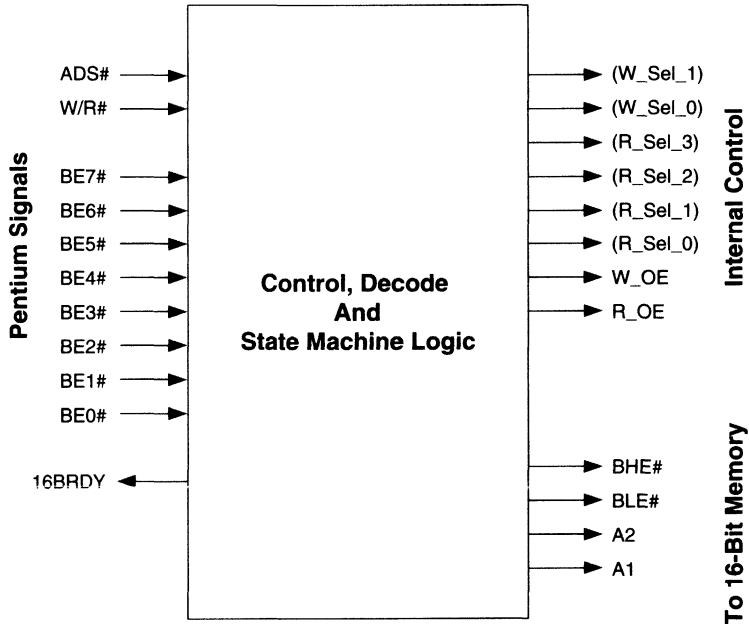 Pentium Signals
ADS#
W/R#
BE7#
BE6#
BE5#
BE4#
BE3#
BE2#
BE1#
BE0#
16BRDY
Control, Decode
And
State Machine Logic
(W_Sel_1)
(W_Sel_0)
(R_Sel_3)
(R_Sel_2)
(R_Sel_1)
(R_Sel_0)
W_OE
R_OE
Internal Control
BHE#
BLE#
A2
A1
To 16-Bit Memory